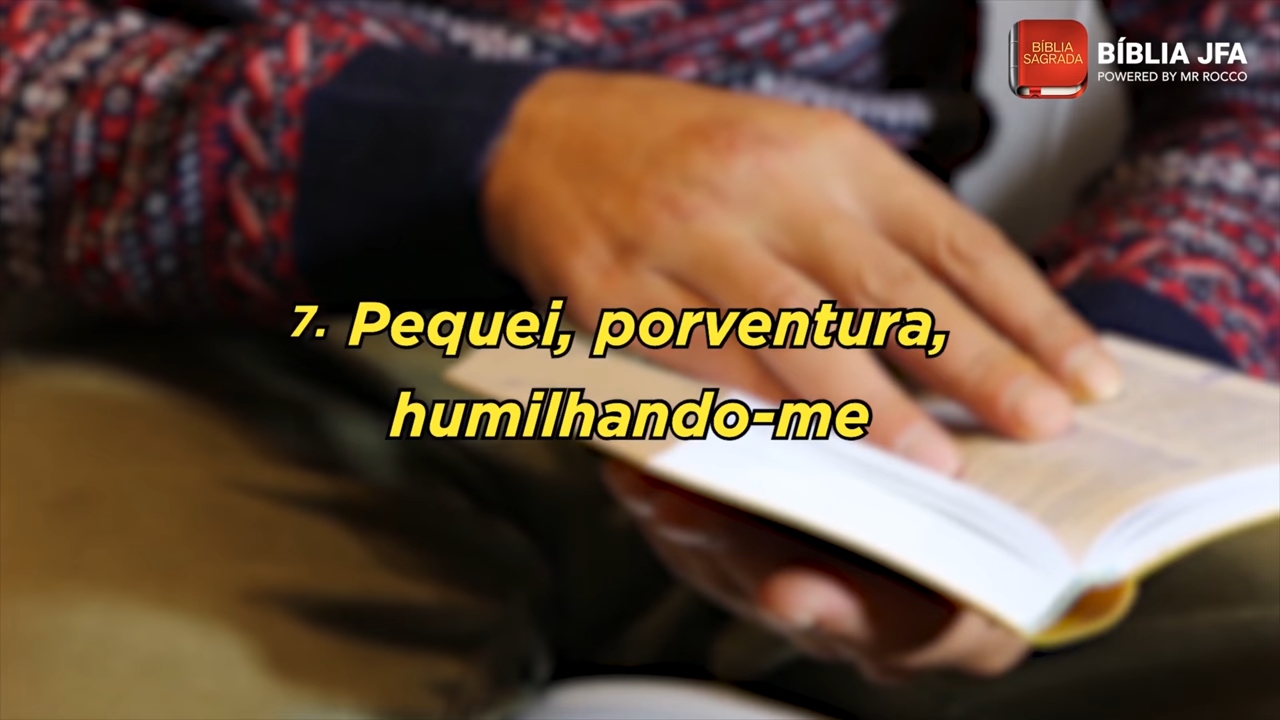 BÍBLIA
SAGRADA
BÍBLIA JFA
POWERED BY MR ROCCO
7. Pequei, porventura,
humilhando-me